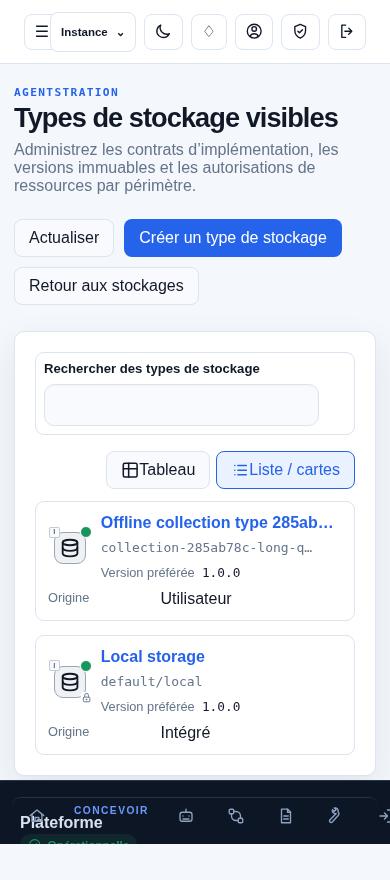 Instance
AGENTSTRATION
Types de stockage visibles
Administrez les contrats d’implémentation, les
versions immuables et les autorisations de
ressources par périmètre.
Actualiser
Créer un type de stockage
Retour aux stockages
Rechercher des types de stockage
Tableau
Liste / cartes
I
Offline collection type 285ab…
collection-285ab78c-long-q…
Version préférée 1.0.0
Origine Utilisateur
I
Local storage
default/local
Version préférée 1.0.0
Origine Intégré
CONCEVOIR
Plateforme
Opérationnelle